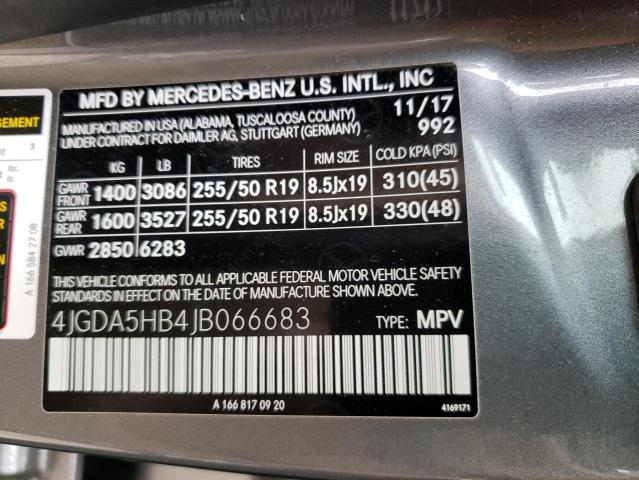 MFD BY MERCEDES-BENZ U.S. INTL., INC
MANUFACTURED IN USA (ALABAMA, TUSCALOOSA COUNTY) 11/17
UNDER CONTRACT FOR DAIMLER AG, STUTTGART (GERMANY) 992
KG LB TIRES RIM SIZE COLD KPA (PSI)
GAWR FRONT 1400 3086 255/50 R19 8.5Jx19 310(45)
GAWR REAR 1600 3527 255/50 R19 8.5Jx19 330(48)
GVWR 2850 6283
THIS VEHICLE CONFORMS TO ALL APPLICABLE FEDERAL MOTOR VEHICLE SAFETY
STANDARDS IN EFFECT ON THE DATE OF MANUFACTURE SHOWN ABOVE.
4JGDA5HB4JB066683 TYPE: MPV
A 166 817 09 20 4169171
A 166 584 27 08